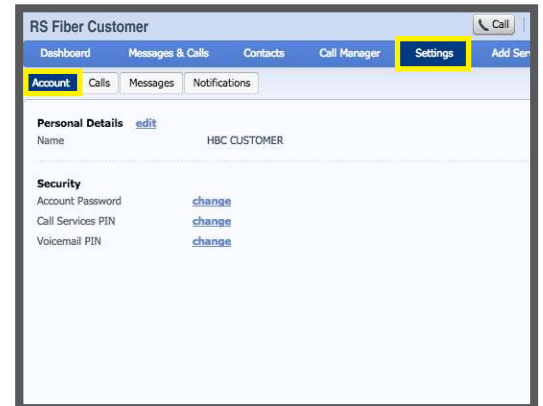 RS Fiber Customer Call
Dashboard Messages & Calls Contacts Call Manager Settings Add
Account Calls Messages Notifications
Personal Details edit
Name HBC CUSTOMER
Security
Account Password change
Call Services PIN change
Voicemail PIN change